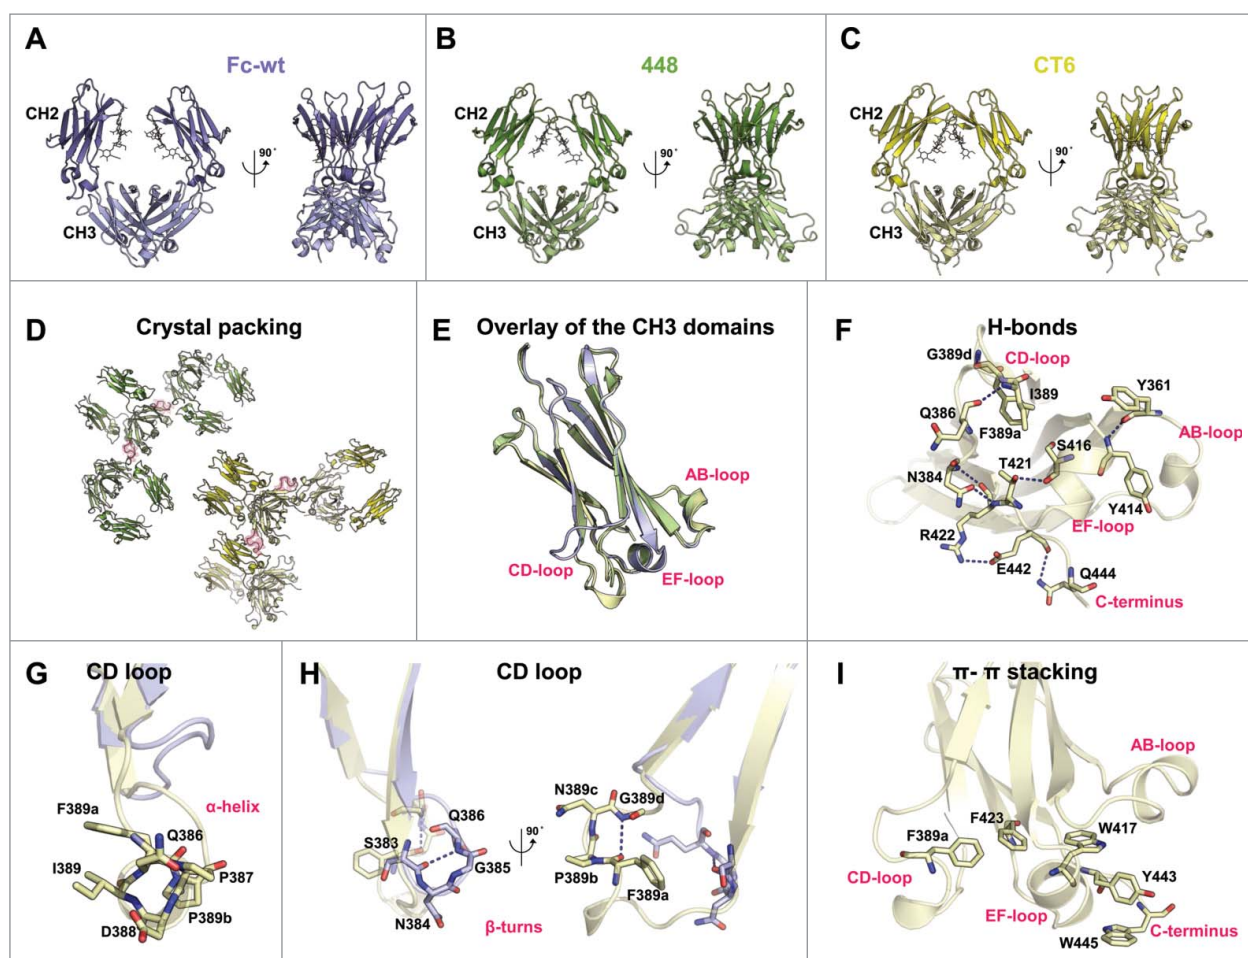 A
Fc-wt
CH2
90°
CH3
B
448
CH2
90°
CH3
C
CT6
CH2
90°
CH3
D
Crystal packing
E
Overlay of the CH3 domains
AB-loop
CD-loop
EF-loop
F
H-bonds
G389d
CD-loop
Y361
I389
Q386
F389a
S416
AB-loop
T421
N384
Y414
EF-loop
R422
E442
Q444
C-terminus
G
CD loop
α-helix
F389a
Q386
I389
P387
P389b
D388
H
CD loop
N389c
G389d
Q386
90°
S383
G385
P389b
F389a
N384
β-turns
I
π- π stacking
AB-loop
F423
F389a
W417
CD-loop
Y443
EF-loop
C-terminus
W445